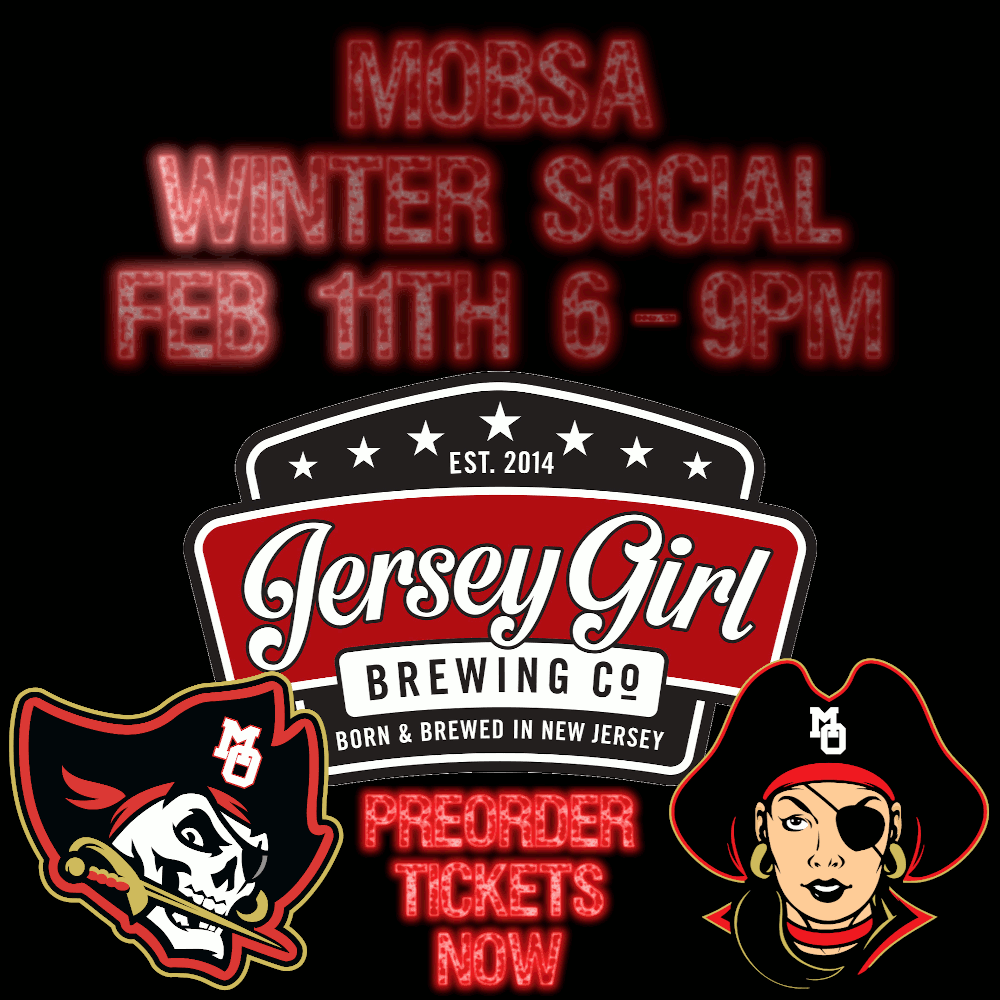 MOBSA
WINTER SOCIAL
FEB 11TH 6-9PM
EST. 2014
Jersey Girl
BREWING Co
BORN & BREWED IN NEW JERSEY
MO
MO
PREORDER
TICKETS
NOW